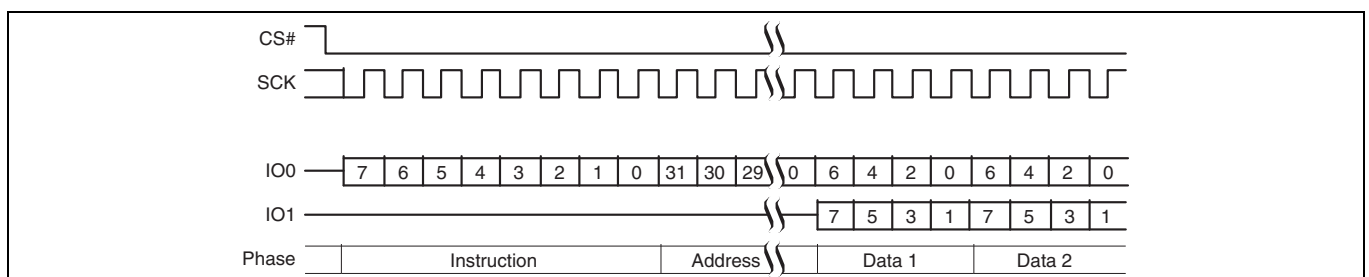 CS#
SCK
IO0 7 6 5 4 3 2 1 0 31 30 29 0 6 4 2 0 6 4 2 0
IO1 7 5 3 1 7 5 3 1
Phase Instruction Address Data 1 Data 2